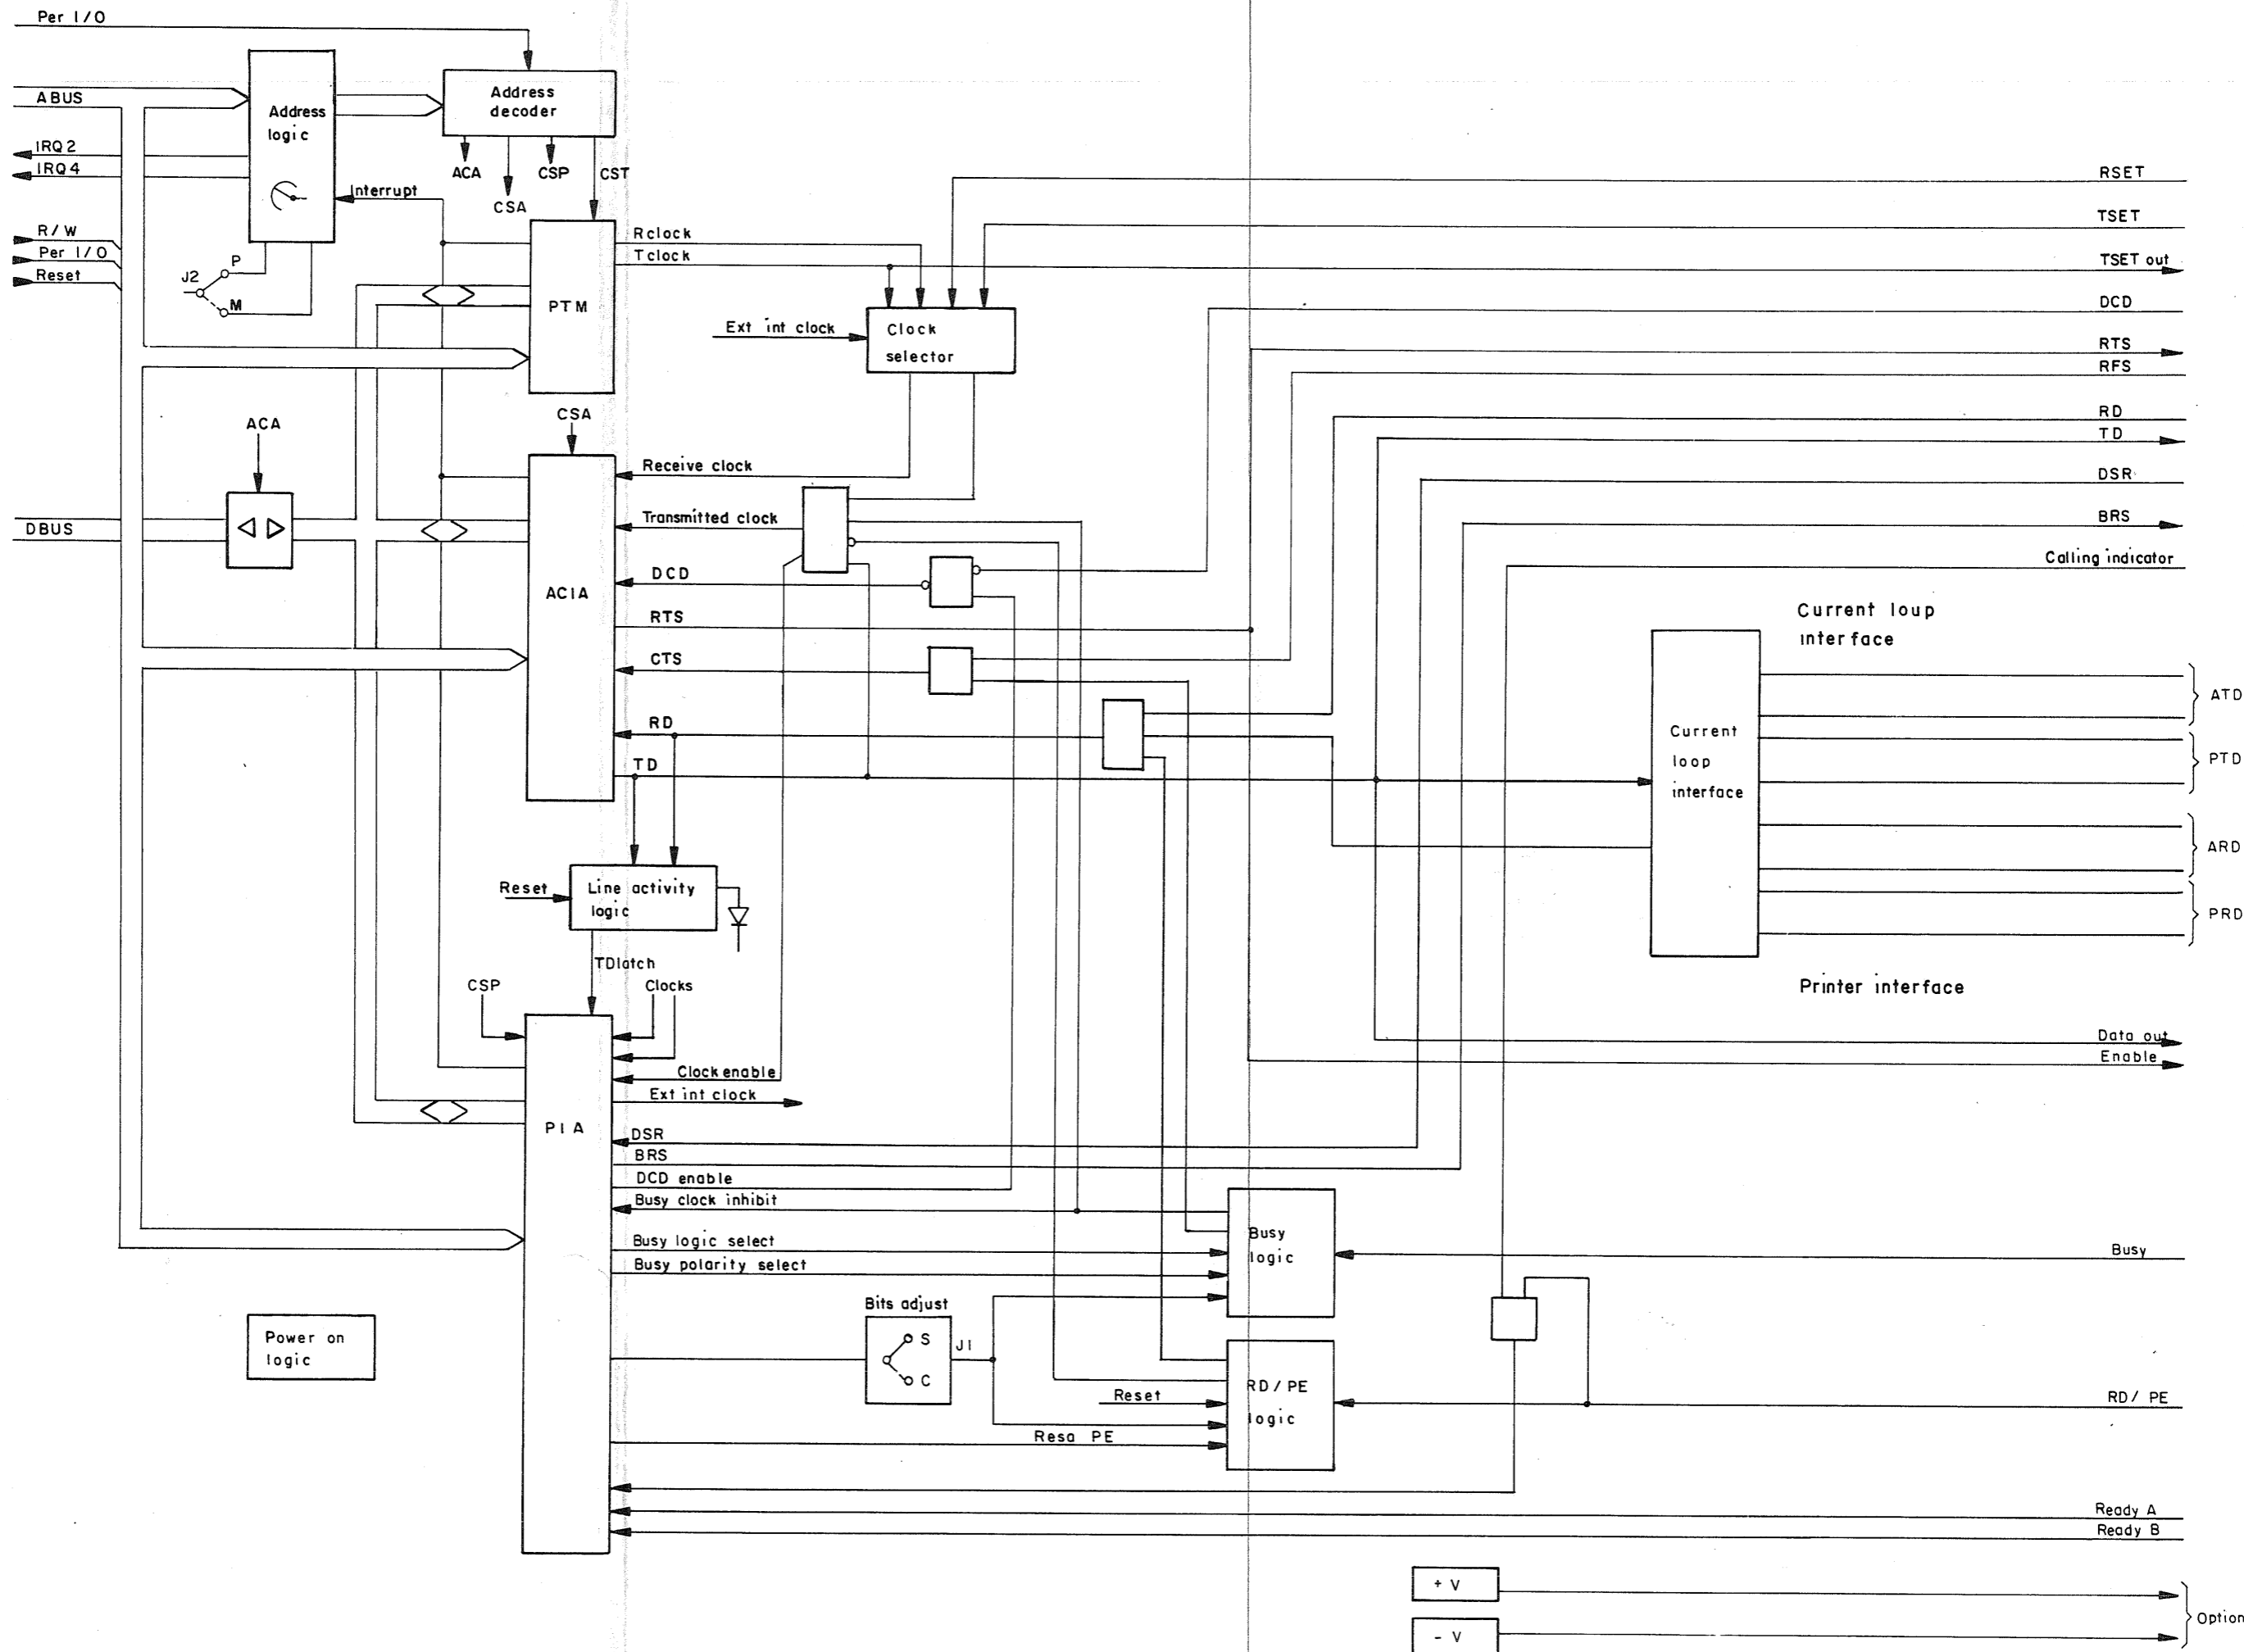 Per I/O
ABUS
Address
logic
Address
decoder
IRQ2
IRQ4
Interrupt
ACA
CSA
CSP
CST
R/W
Per I/O
Reset
J2
P
M
PTM
Rclock
Tclock
Ext int clock
Clock
selector
RSET
TSET
TSET out
DCD
RTS
RFS
RD
TD
DSR
BRS
Calling indicator
ACA
DBUS
CSA
ACIA
Receive clock
Transmitted clock
DCD
RTS
CTS
RD
TD
Current loup
interface
Current
loop
interface
ATD
PTD
ARD
PRD
Reset
Line activity
logic
TDlatch
CSP
Clocks
Printer interface
Data out
Enable
PIA
Clock enable
Ext int clock
DSR
BRS
DCD enable
Busy clock inhibit
Busy logic select
Busy polarity select
Busy
logic
Busy
Bits adjust
S
C
J1
Power on
logic
RD/PE
logic
Reset
Resa PE
RD/ PE
Ready A
Ready B
+ V
- V
Option